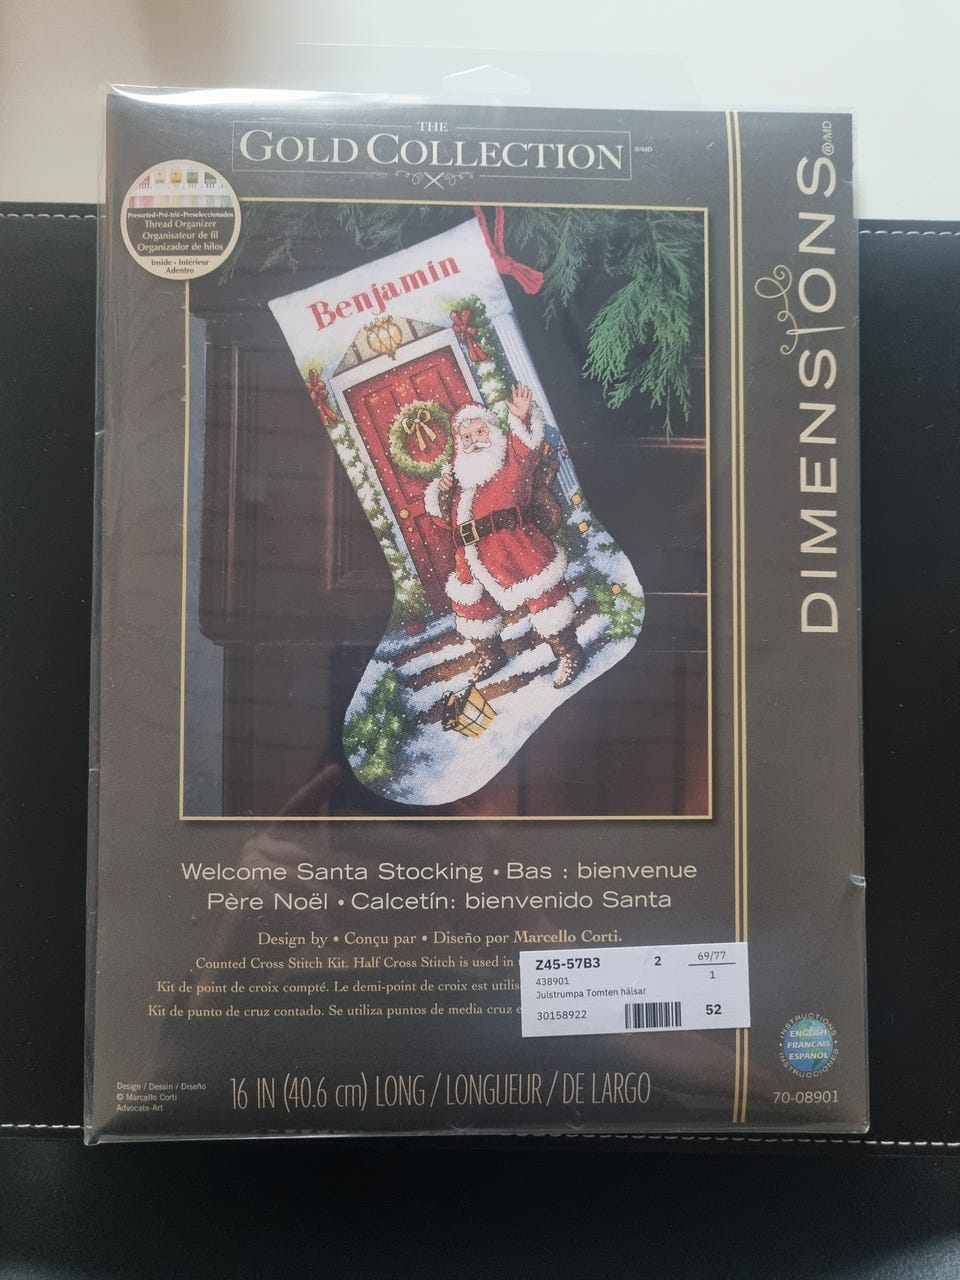 THE
GOLD COLLECTION ®/MD
Presorted•Pré-trié•Preseleccionados
Thread Organizer
Organisateur de fil
Organizador de hilos
Inside • Intérieur
Adentro
DIMENSIONS®/MD
Benjamin
Welcome Santa Stocking • Bas : bienvenue
Père Noël • Calcetín: bienvenido Santa
Design by • Conçu par • Diseño por Marcello Corti.
Counted Cross Stitch Kit. Half Cross Stitch is used in
Kit de point de croix compté. Le demi-point de croix est
Kit de punto de cruz contado. Se utiliza puntos de media cruz
Z45-57B3 2 69/77
1
438901
Julstrumpa Tomten hälsar
30158922 52
INSTRUCTIONS
ENGLISH
FRANCAIS
ESPAÑOL
INSTRUCCIONES
Design / Dessin / Diseño
© Marcello Corti
Advocate-Art
16 IN (40.6 cm) LONG / LONGUEUR / DE LARGO
70-08901